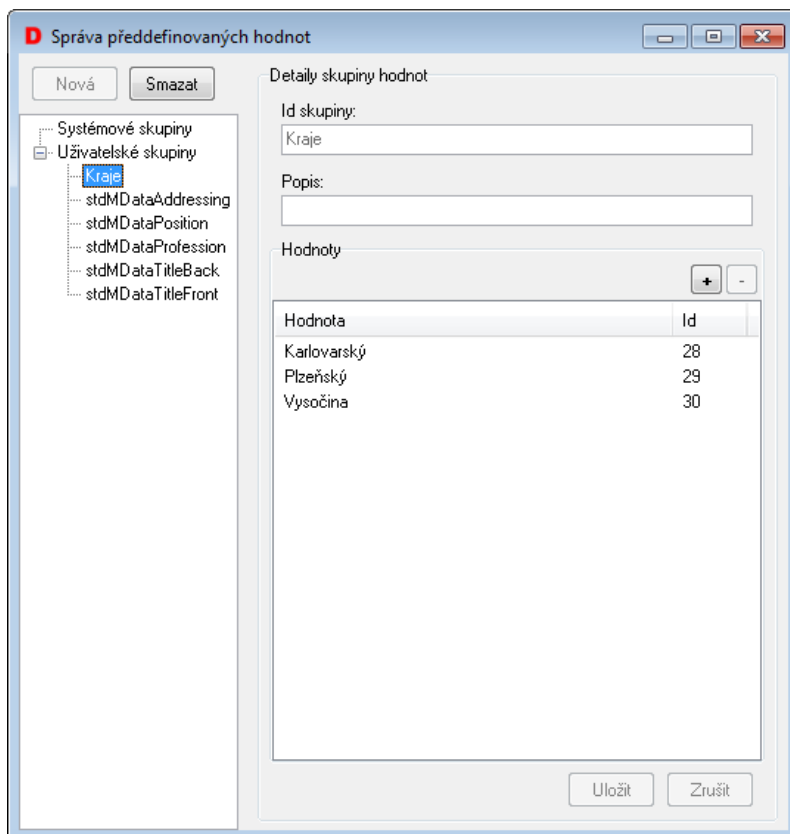 D Správa předdefinovaných hodnot
Nová Smazat
Systémové skupiny
Uživatelské skupiny
Kraje
stdMDataAddressing
stdMDataPosition
stdMDataProfession
stdMDataTitleBack
stdMDataTitleFront
Detaily skupiny hodnot
Id skupiny:
Kraje
Popis:
Hodnoty
+ -
Hodnota Id
Karlovarský 28
Plzeňský 29
Vysočina 30
Uložit Zrušit